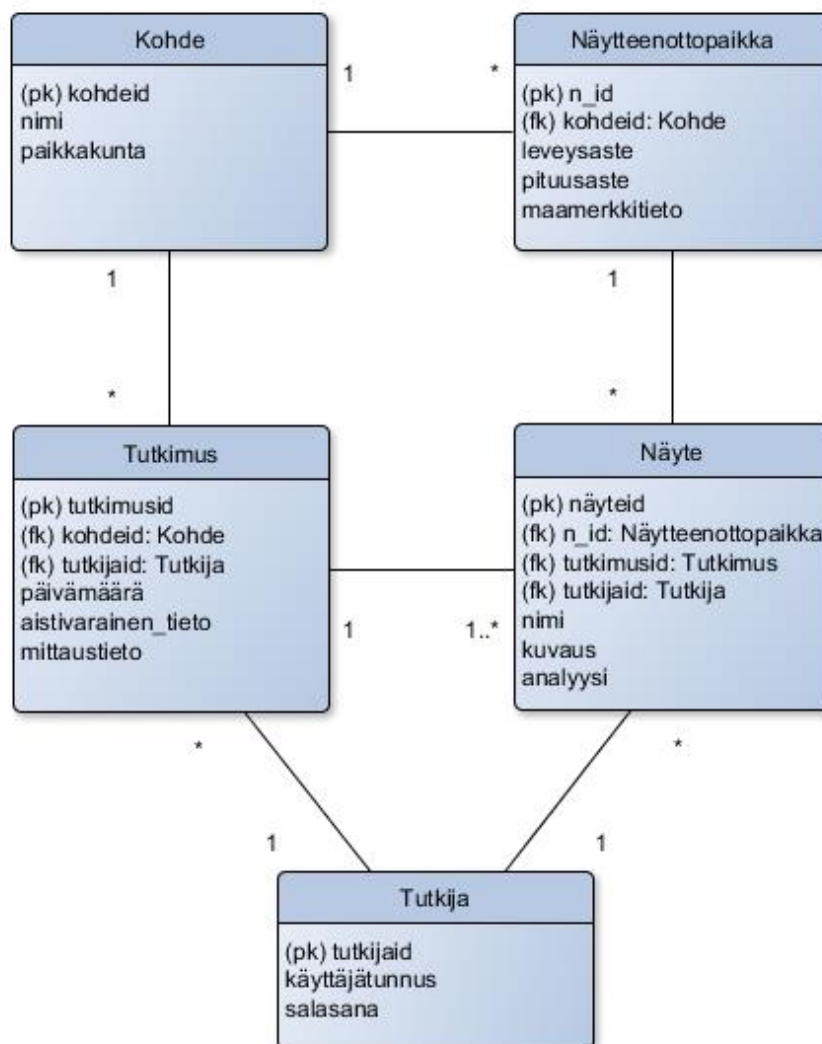 Kohde
(pk) kohdeid
nimi
paikkakunta
1
*
Näytteenottopaikka
(pk) n_id
(fk) kohdeid: Kohde
leveysaste
pituusaste
maamerkkitieto
1
*
1
*
Tutkimus
(pk) tutkimusid
(fk) kohdeid: Kohde
(fk) tutkijaid: Tutkija
päivämäärä
aistivarainen_tieto
mittaustieto
1
1..*
Näyte
(pk) näyteid
(fk) n_id: Näytteenottopaikka
(fk) tutkimusid: Tutkimus
(fk) tutkijaid: Tutkija
nimi
kuvaus
analyysi
*
1
*
1
Tutkija
(pk) tutkijaid
käyttäjätunnus
salasana